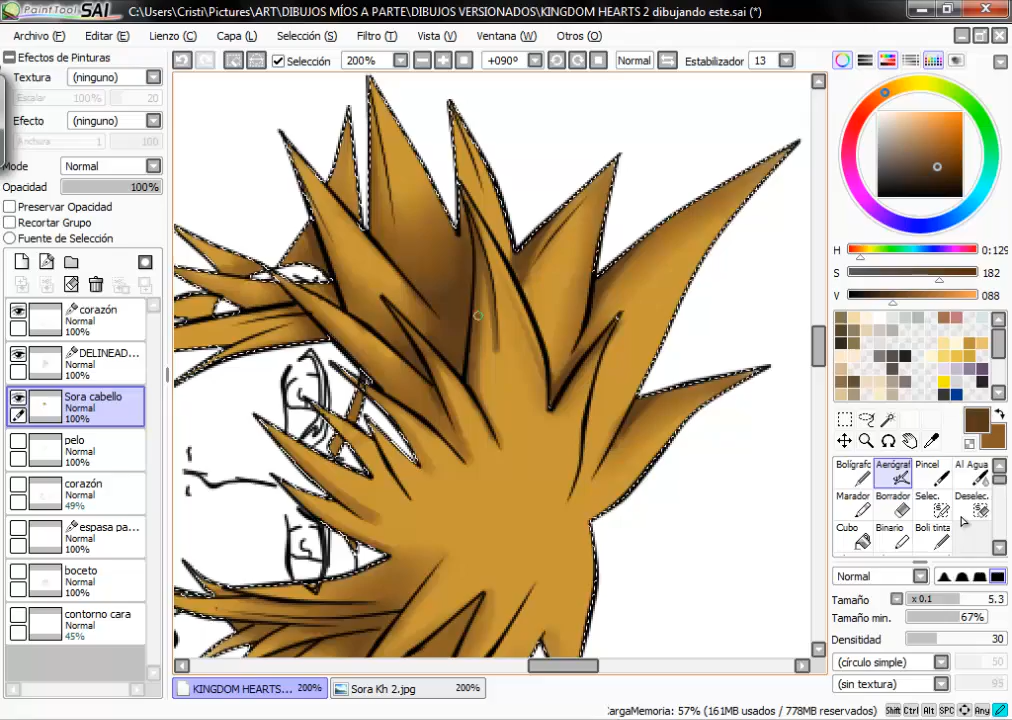 PaintTool SAI C:\Users\Cristi\Pictures\ART\DIBUJOS MÍOS A PARTE\DIBUJOS VERSIONADOS\KINGDOM HEARTS 2 dibujando este.sai (*)
Archivo (F) Editar (E) Lienzo (C) Capa (L) Selección (S) Filtro (T) Vista (V) Ventana (W) Otros (O)
Efectos de Pinturas
Selección 200% +090º Normal Estabilizador 13
Textura (ninguno)
Escalar 100% 20
Efecto (ninguno)
Anchura 1 100
Mode Normal
Opacidad 100%
Preservar Opacidad
Recortar Grupo
Fuente de Selección
corazón
Normal
100%
DELINEAD...
Normal
100%
Sora cabello
Normal
100%
pelo
Normal
100%
corazón
Normal
49%
espasa pa...
Normal
100%
boceto
Normal
100%
contorno cara
Normal
45%
H 0:129
S 182
V 088
Bolígrafc Aerógraf Pincel Al Agua
Marador Borrador Selec. Deselec.
Cubo Binario Boli tinta
Normal
Tamaño x 0.1 5.3
Tamaño min. 67%
Densitidad 30
(círculo simple) 50
(sin textura) 95
KINGDOM HEARTS... 200% Sora Kh 2.jpg 200%
CargaMemoria: 57% (161MB usados / 778MB reservados) Shift Ctrl Alt SPC Any